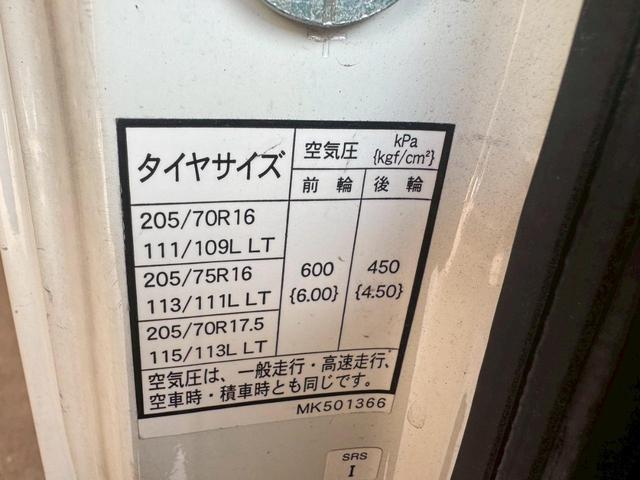 タイヤサイズ
空気圧 kPa {kgf/cm²}
前輪 後輪
205/70R16
111/109L LT
205/75R16
113/111L LT
205/70R17.5
115/113L LT
600 {6.00}
450 {4.50}
空気圧は、一般走行・高速走行、
空車時・積車時とも同じです。
MK501366
SRS
I